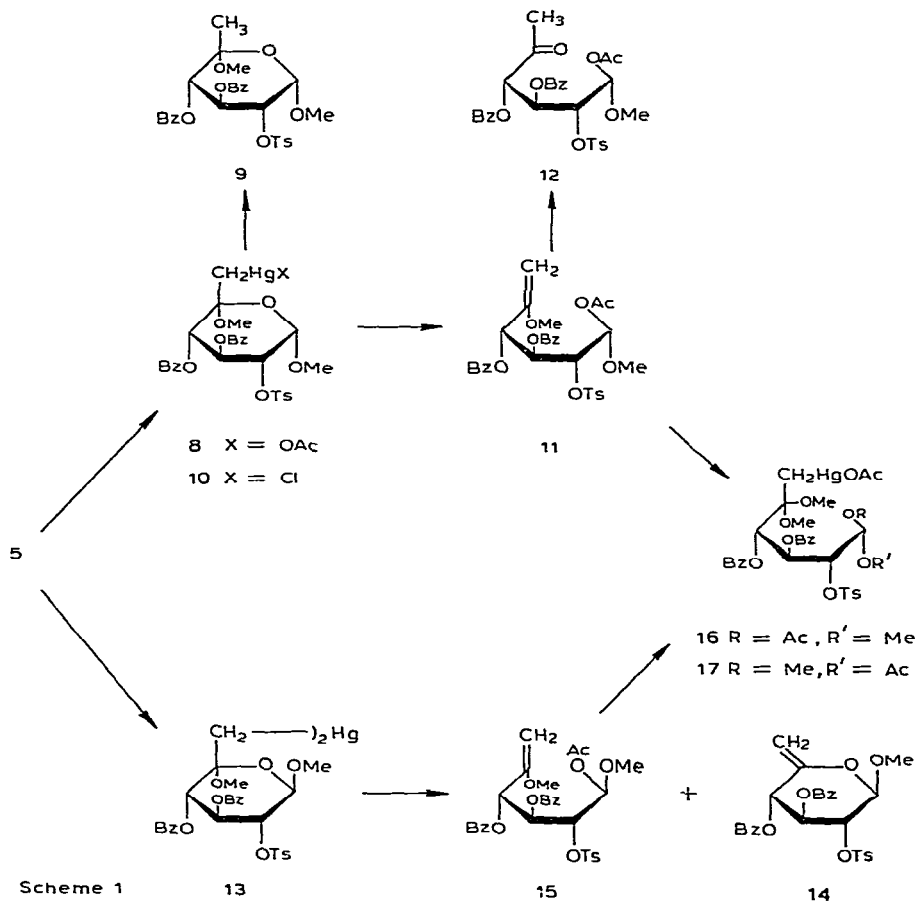 CH3
O
OMe
OBz
BzO
OMe
OTs
9
CH3
O
OAc
OBz
BzO
OMe
OTs
12
CH2HgX
O
OMe
OBz
BzO
OMe
OTs
8 X = OAc
10 X = Cl
CH2
OAc
OMe
OBz
BzO
OMe
OTs
11
5
CH2HgOAc
OMe
OR
OMe
OBz
BzO
OR'
OTs
16 R = Ac, R' = Me
17 R = Me, R' = Ac
CH2 )2Hg
O
OMe
OMe
OBz
BzO
OTs
13
CH2
Ac
O
OMe
OMe
OBz
BzO
OTs
15
+
CH2
O
OMe
OBz
BzO
OTs
14
Scheme 1